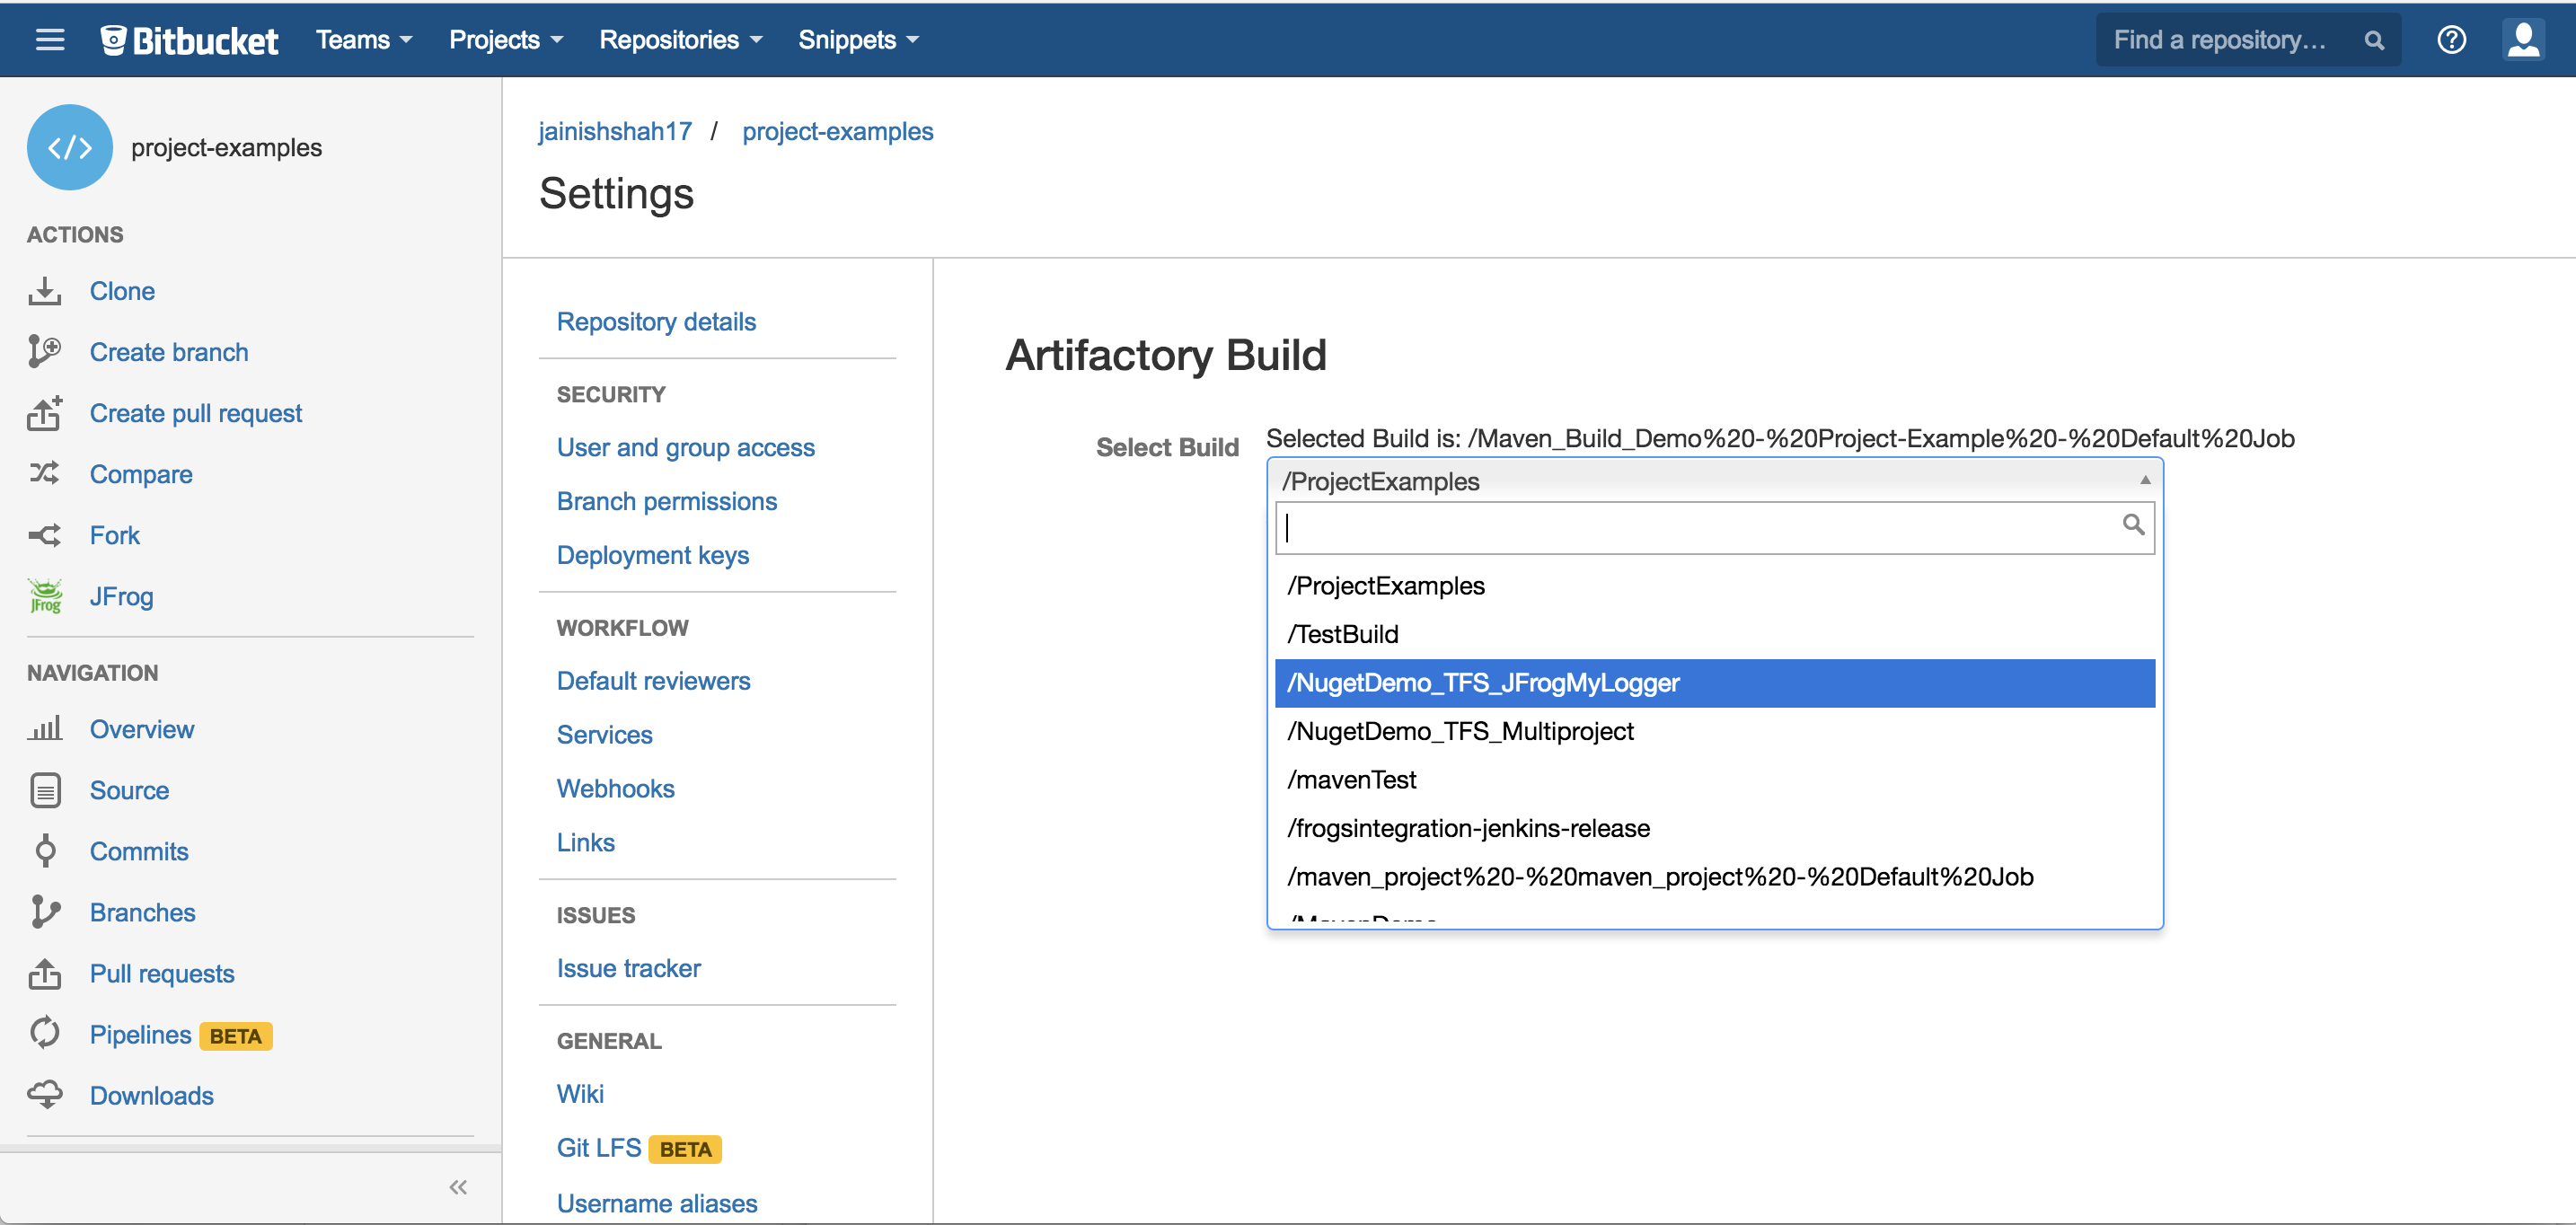 Bitbucket Teams Projects Repositories Snippets Find a repository...
</> project-examples
ACTIONS
Clone
Create branch
Create pull request
Compare
Fork
JFrog JFrog
NAVIGATION
Overview
Source
Commits
Branches
Pull requests
Pipelines BETA
Downloads
jainishshah17 / project-examples
Settings
Repository details
SECURITY
User and group access
Branch permissions
Deployment keys
WORKFLOW
Default reviewers
Services
Webhooks
Links
ISSUES
Issue tracker
GENERAL
Wiki
Git LFS BETA
Username aliases
Artifactory Build
Select Build Selected Build is: /Maven_Build_Demo%20-%20Project-Example%20-%20Default%20Job
/ProjectExamples
/ProjectExamples
/TestBuild
/NugetDemo_TFS_JFrogMyLogger
/NugetDemo_TFS_Multiproject
/mavenTest
/frogsintegration-jenkins-release
/maven_project%20-%20maven_project%20-%20Default%20Job